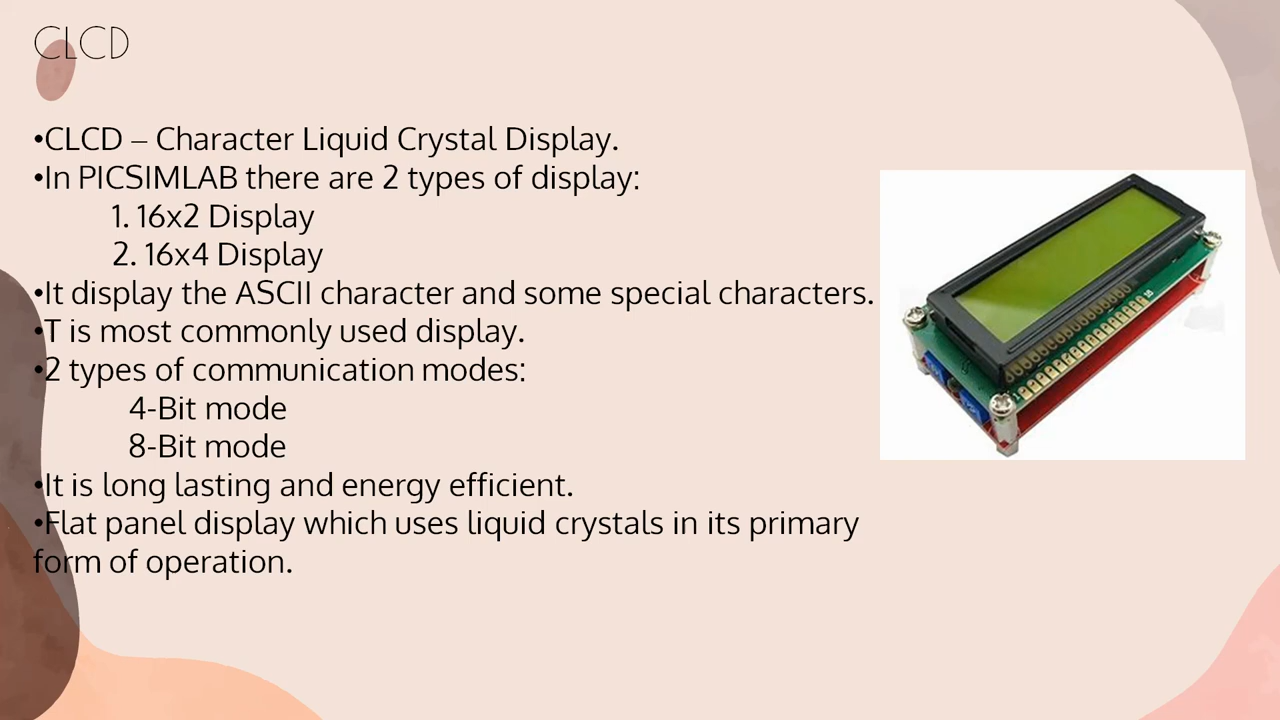 CLCD
•CLCD – Character Liquid Crystal Display.
•In PICSIMLAB there are 2 types of display:
1. 16x2 Display
2. 16x4 Display
•It display the ASCII character and some special characters.
•T is most commonly used display.
•2 types of communication modes:
4-Bit mode
8-Bit mode
•It is long lasting and energy efficient.
•Flat panel display which uses liquid crystals in its primary
form of operation.